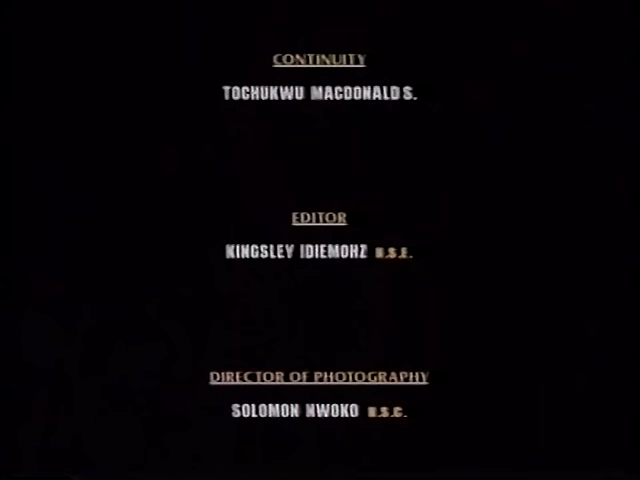 CONTINUITY
TOCHUKWU MACDONALD S.
EDITOR
KINGSLEY IDIEMOHZ N.S.E.
DIRECTOR OF PHOTOGRAPHY
SOLOMON NWOKO N.S.C.